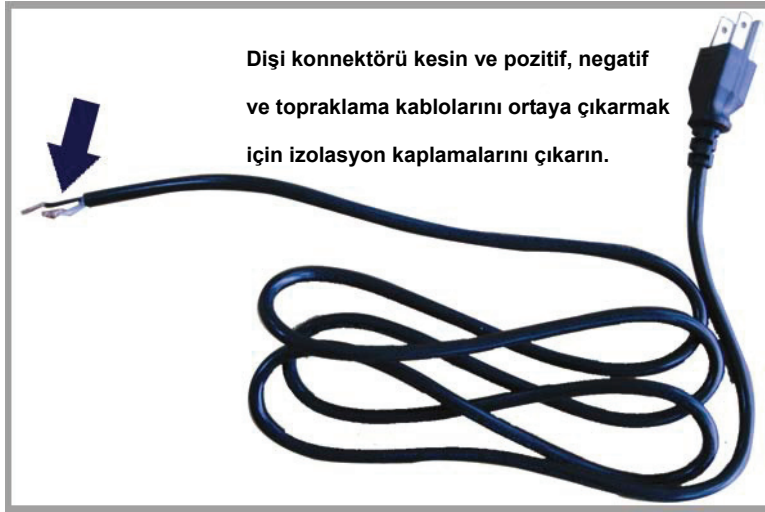 Dişi konnektörü kesin ve pozitif, negatif
ve topraklama kablolarını ortaya çıkarmak
için izolasyon kaplamalarını çıkarın.